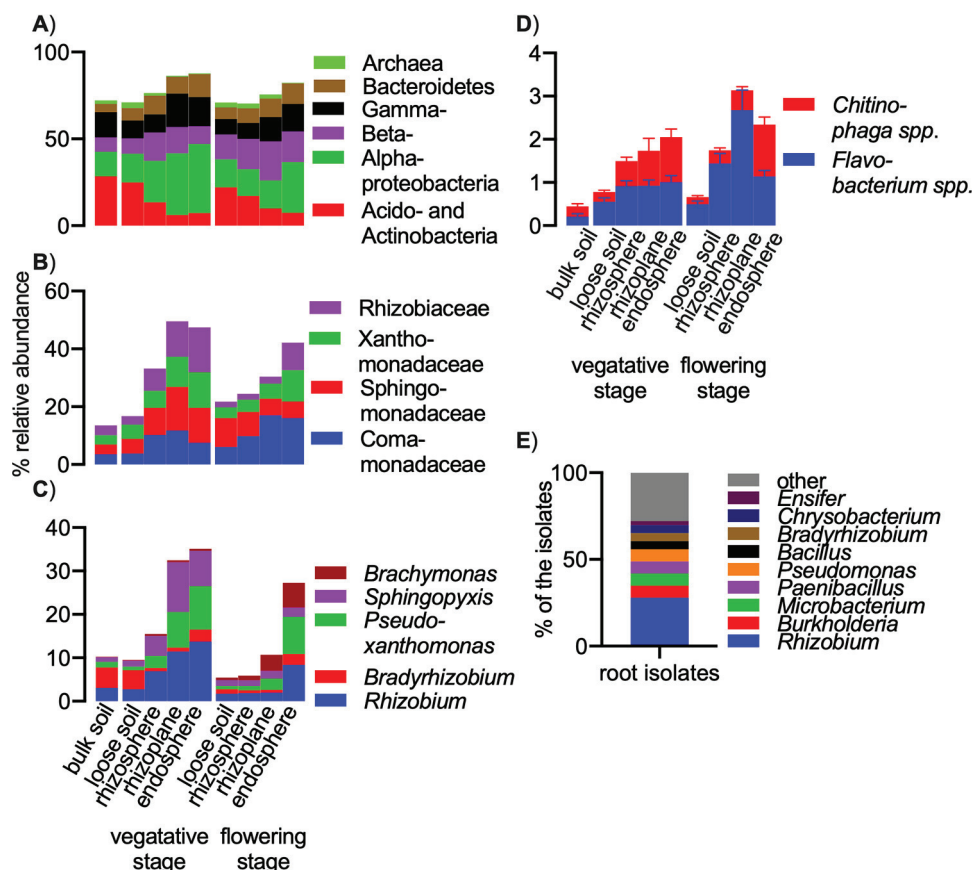 A)
100
50
0
Archaea
Bacteroidetes
Gamma-
Beta-
Alpha-
proteobacteria
Acido- and
Actinobacteria
B)
% relative abundance
60
40
20
0
Rhizobiaceae
Xantho-
monadaceae
Sphingo-
monadaceae
Coma-
monadaceae
C)
40
30
20
10
0
Brachymonas
Sphingopyxis
Pseudo-
xanthomonas
Bradyrhizobium
Rhizobium
bulk soil
loose soil
rhizosphere
rhizoplane
endosphere
loose soil
rhizosphere
rhizoplane
endosphere
vegatative
stage
flowering
stage
D)
4
3
2
1
0
Chitino-
phaga spp.
Flavo-
bacterium spp.
bulk soil
loose soil
rhizosphere
rhizoplane
endosphere
loose soil
rhizosphere
rhizoplane
endosphere
vegatative
stage
flowering
stage
E)
% of the isolates
100
50
0
root isolates
other
Ensifer
Chrysobacterium
Bradyrhizobium
Bacillus
Pseudomonas
Paenibacillus
Microbacterium
Burkholderia
Rhizobium